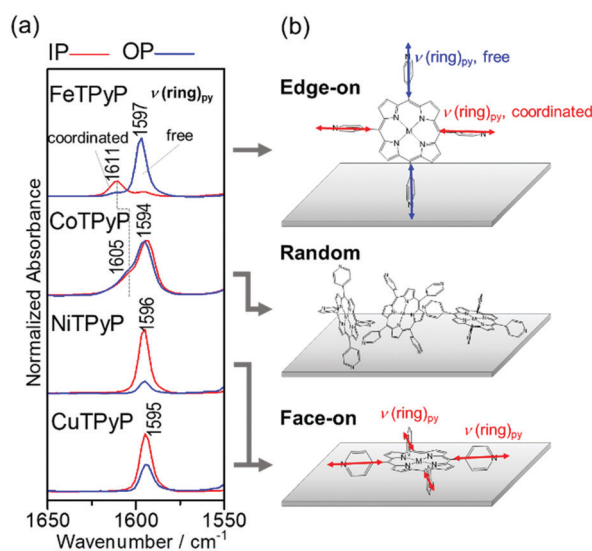 (a)
IP OP
FeTPyP
ν (ring)py
coordinated
1611
1597
free
CoTPyP
1605
1594
NiTPyP
1596
CuTPyP
1595
Normalized Absorbance
1650 1600 1550
Wavenumber / cm⁻¹
(b)
ν (ring)py, free
Edge-on
ν (ring)py, coordinated
N
N
N N
M
N N
N
N
Random
Face-on
ν (ring)py
ν (ring)py
N
N
N
M
N
N
N